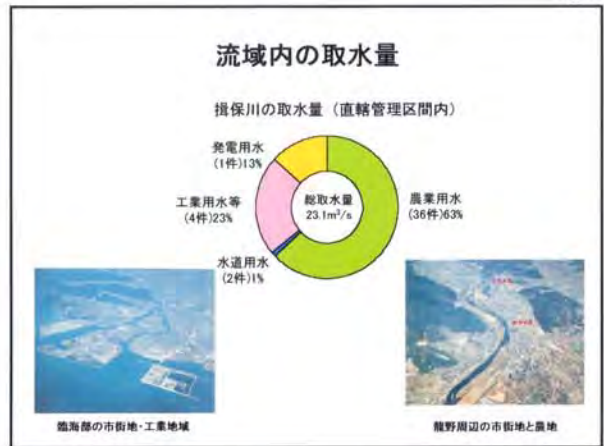 流域内の取水量
揖保川の取水量（直轄管理区間内）
発電用水
(1件)13%
工業用水等
(4件)23%
総取水量
23.1m³/s
農業用水
(36件)63%
水道用水
(2件)1%
臨海部の市街地・工業地域
龍野周辺の市街地と農地